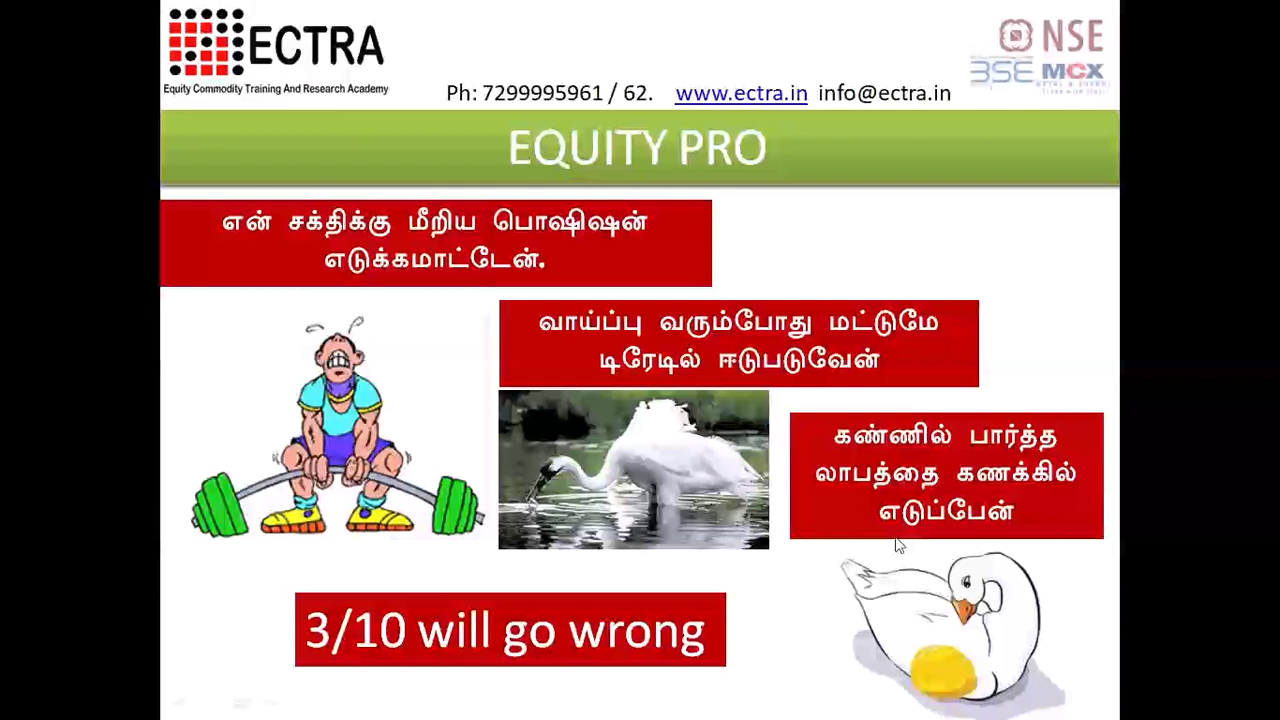 ECTRA
Equity Commodity Training And Research Academy
NSE
BSE MCX
Ph: 7299995961 / 62. www.ectra.in info@ectra.in
EQUITY PRO
என் சக்திக்கு மீறிய பொஷிஷன்
எடுக்கமாட்டேன்.
வாய்ப்பு வரும்போது மட்டுமே
டிரேடில் ஈடுபடுவேன்
கண்ணில் பார்த்த
லாபத்தை கணக்கில்
எடுப்பேன்
3/10 will go wrong